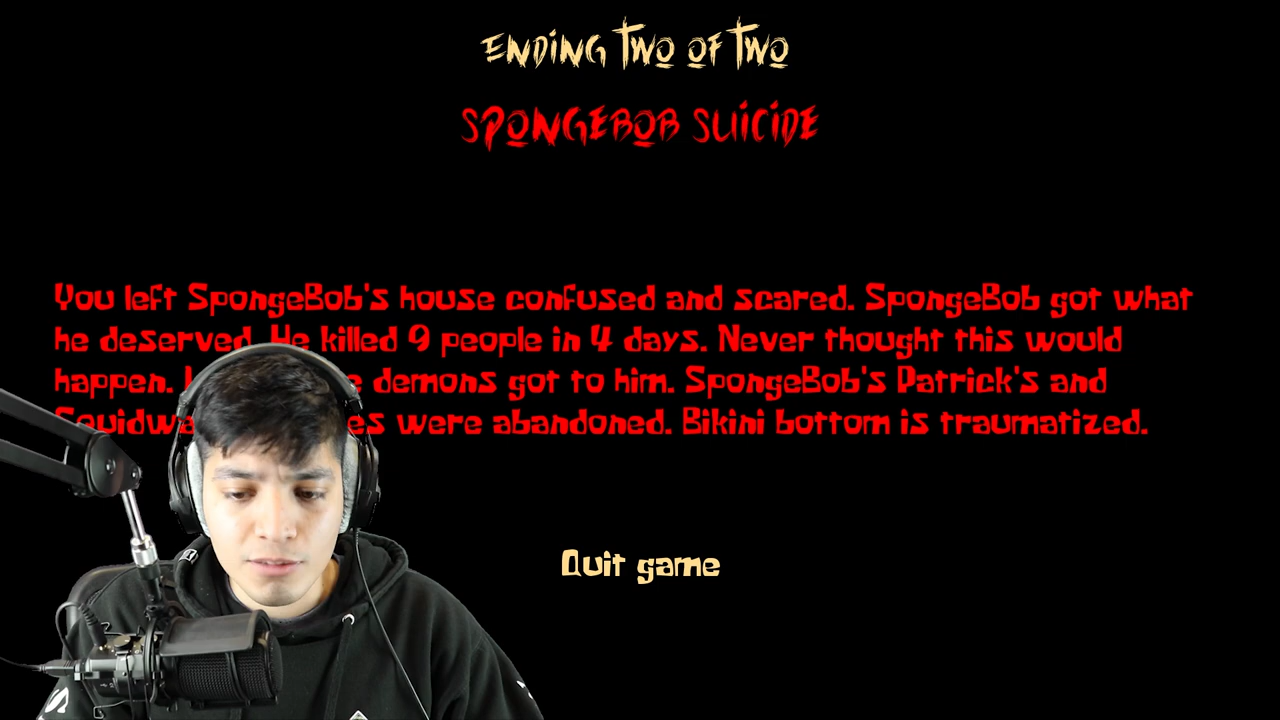 ENDING TWO OF TWO
SPONGEBOB SUICIDE
You left SpongeBob's house confused and scared. SpongeBob got what
he deserved. He killed 9 people in 4 days. Never thought this would
happen. demons got to him. SpongeBob's Patrick's and
were abandoned. Bikini bottom is traumatized.
Quit game